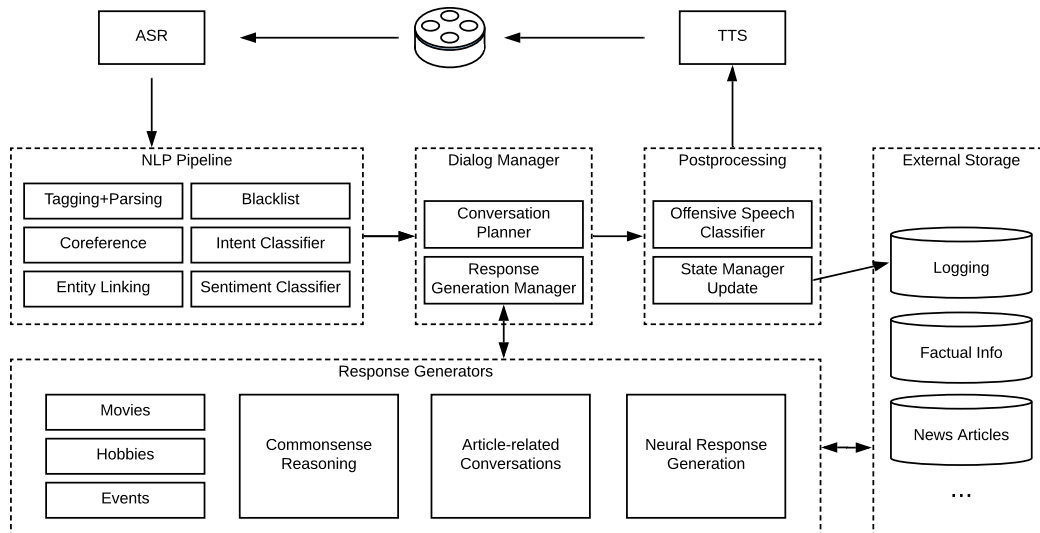 ASR
TTS
NLP Pipeline
Tagging+Parsing
Blacklist
Coreference
Intent Classifier
Entity Linking
Sentiment Classifier
Dialog Manager
Conversation
Planner
Response
Generation Manager
Postprocessing
Offensive Speech
Classifier
State Manager
Update
External Storage
Logging
Factual Info
News Articles
...
Response Generators
Movies
Hobbies
Events
Commonsense
Reasoning
Article-related
Conversations
Neural Response
Generation